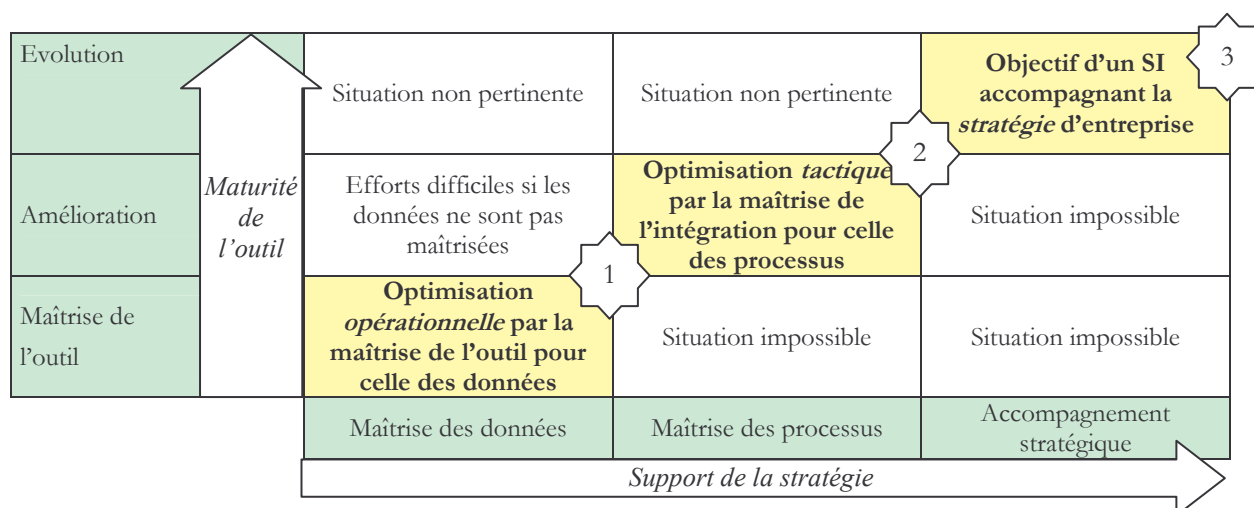 Evolution
Situation non pertinente
Situation non pertinente
Objectif d'un SI
accompagnant la
stratégie d'entreprise
3
2
Maturité
de
l'outil
Amélioration
Efforts difficiles si les
données ne sont pas
maîtrisées
Optimisation tactique
par la maîtrise de
l'intégration pour celle
des processus
Situation impossible
1
Maîtrise de
l'outil
Optimisation
opérationnelle par la
maîtrise de l'outil pour
celle des données
Situation impossible
Situation impossible
Maîtrise des données
Maîtrise des processus
Accompagnement
stratégique
Support de la stratégie